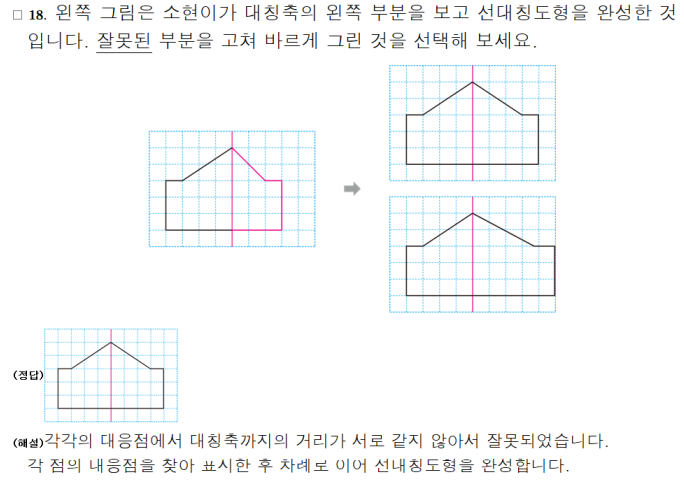 □ 18. 왼쪽 그림은 소현이가 대칭축의 왼쪽 부분을 보고 선대칭도형을 완성한 것
입니다. 잘못된 부분을 고쳐 바르게 그린 것을 선택해 보세요.
(정답)
(해설)각각의 대응점에서 대칭축까지의 거리가 서로 같지 않아서 잘못되었습니다.
각 점의 대응점을 찾아 표시한 후 차례로 이어 선대칭도형을 완성합니다.